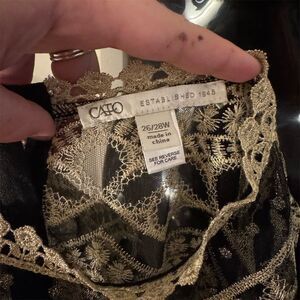 CATO
ESTABLISHED 1946
26/28W
made in
china
SEE REVERSE
FOR CARE